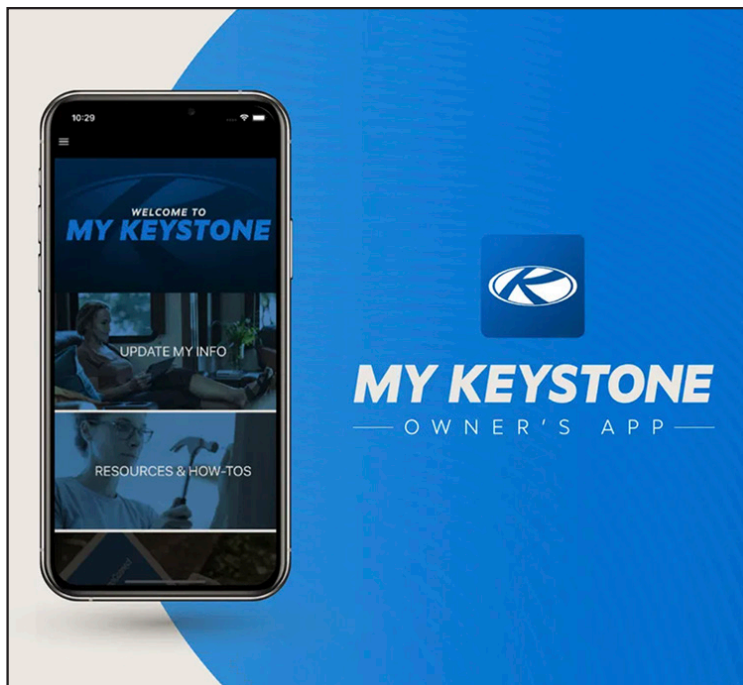 10:29
WELCOME TO
MY KEYSTONE
UPDATE MY INFO
RESOURCES & HOW-TOS
K
MY KEYSTONE
OWNER'S APP